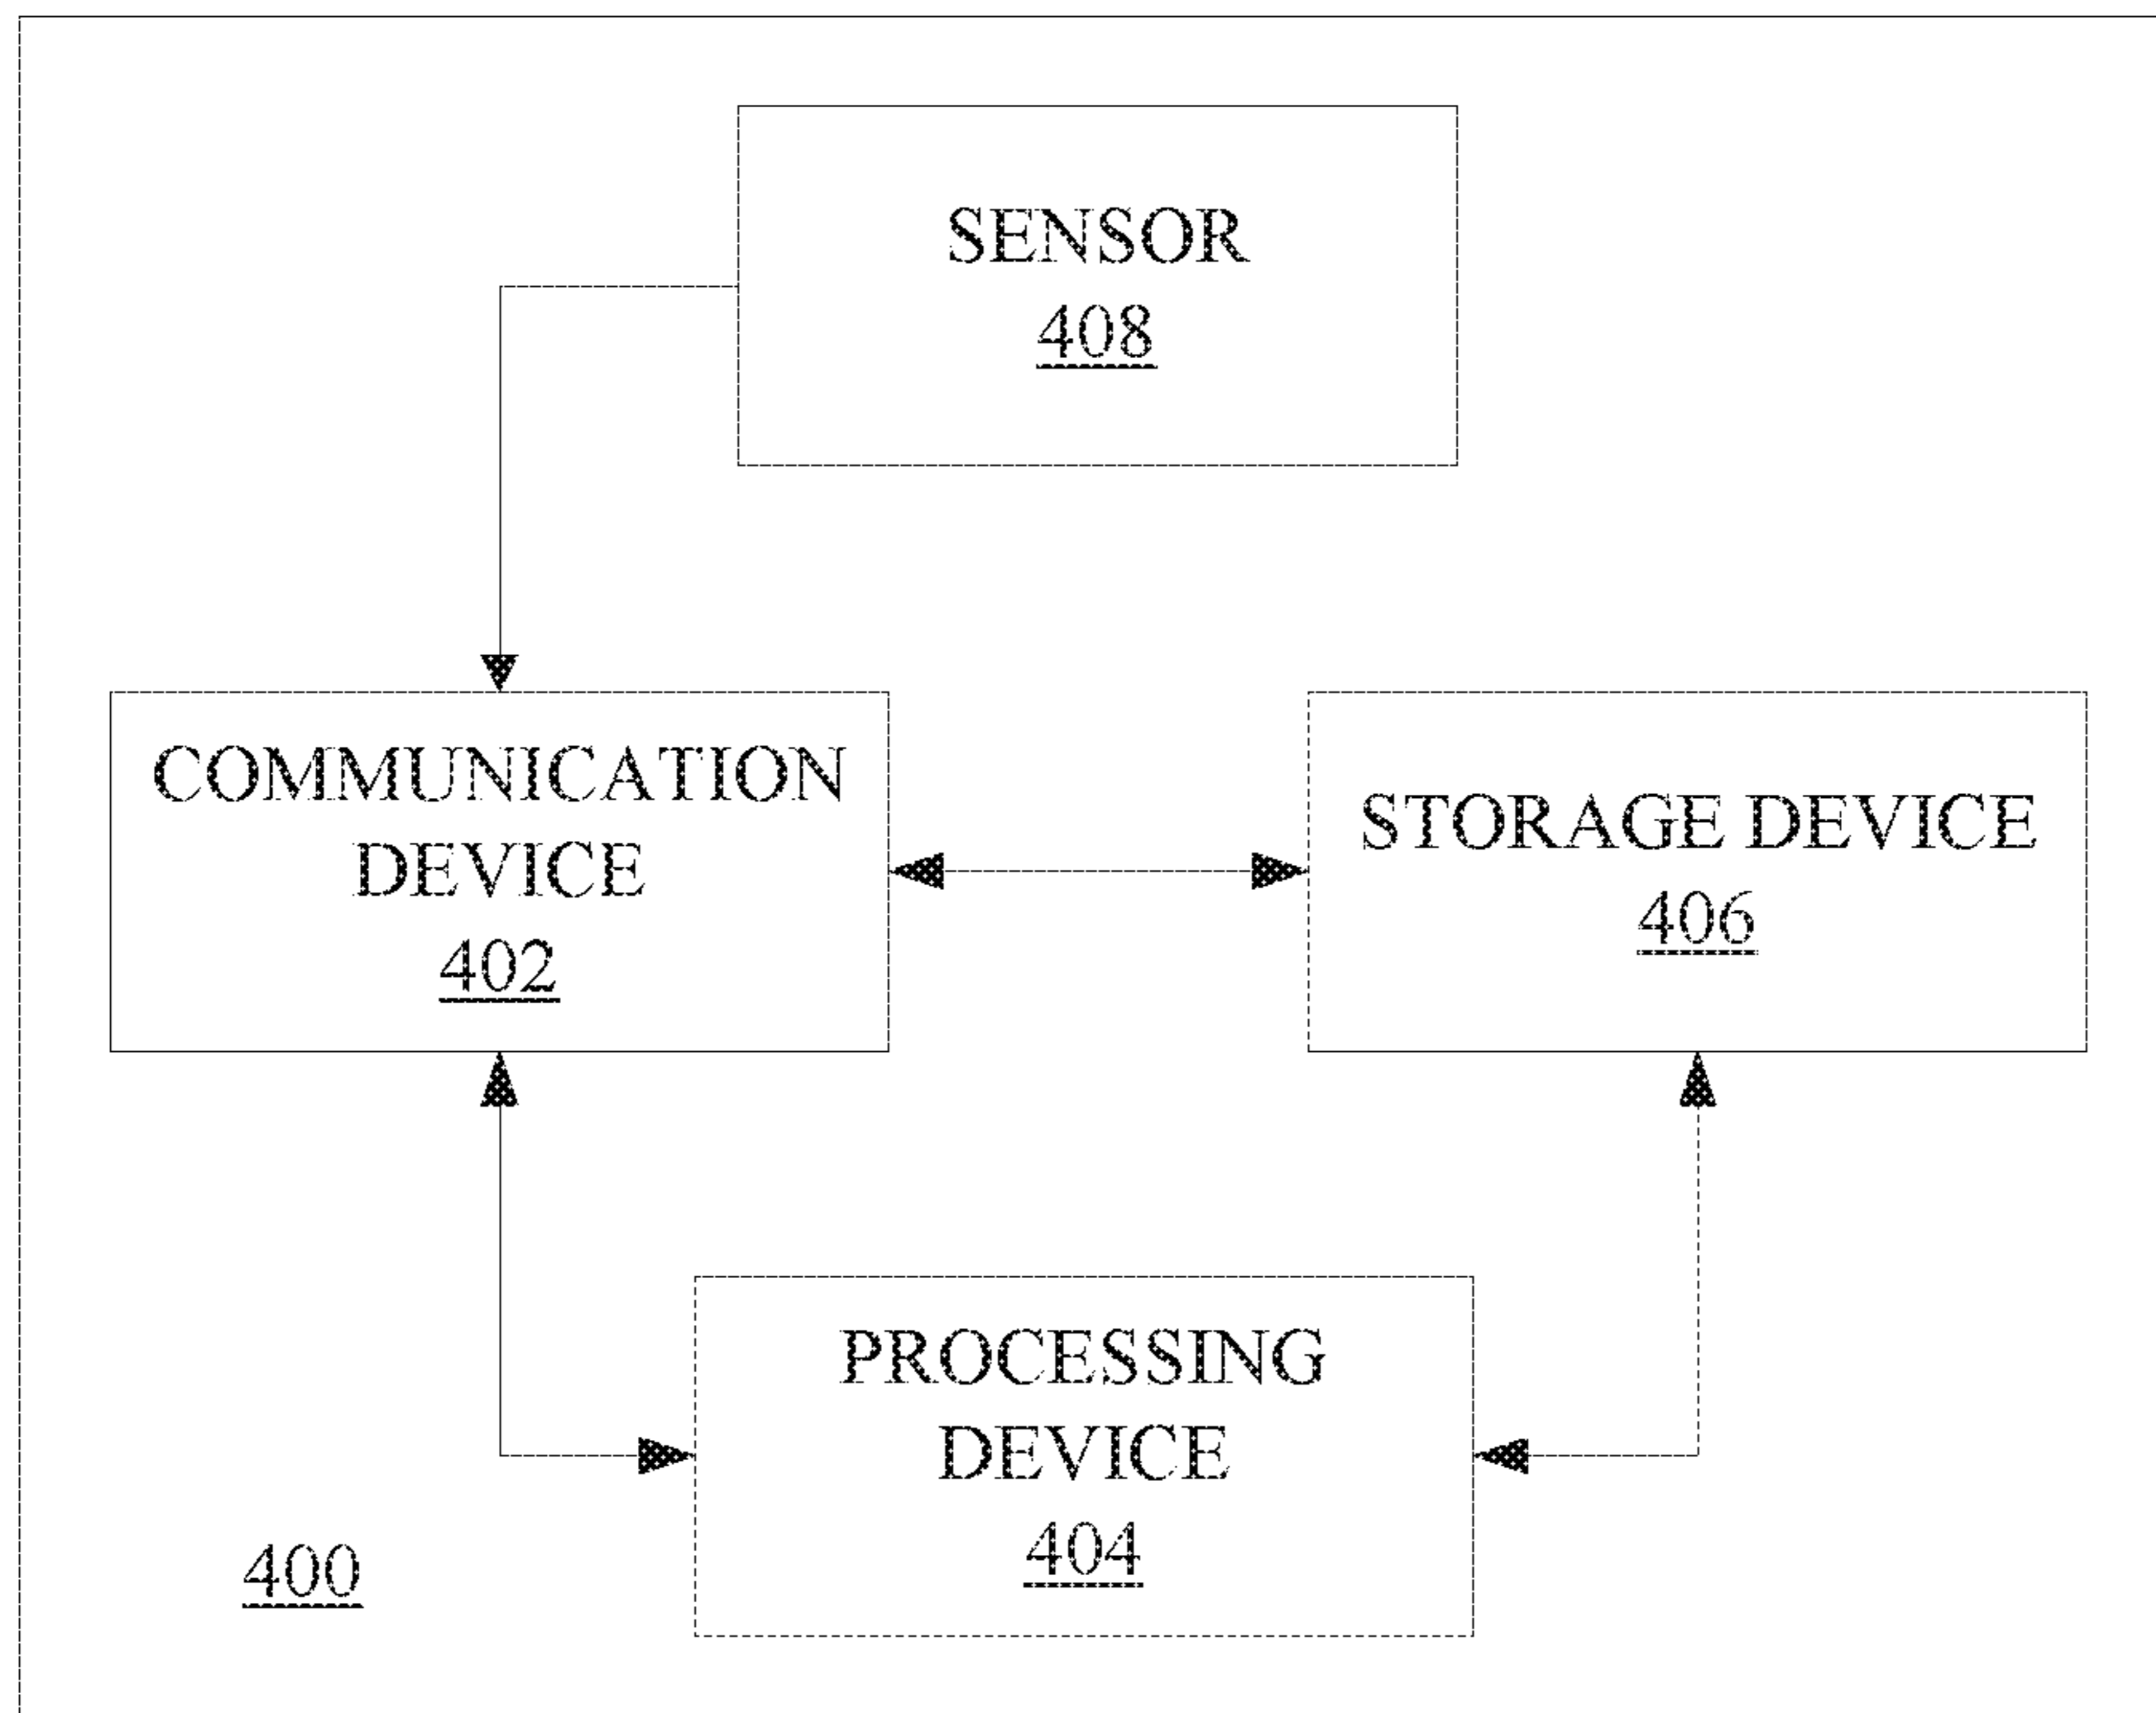 SENSOR
408
COMMUNICATION
DEVICE
402
STORAGE DEVICE
406
PROCESSING
DEVICE
404
400